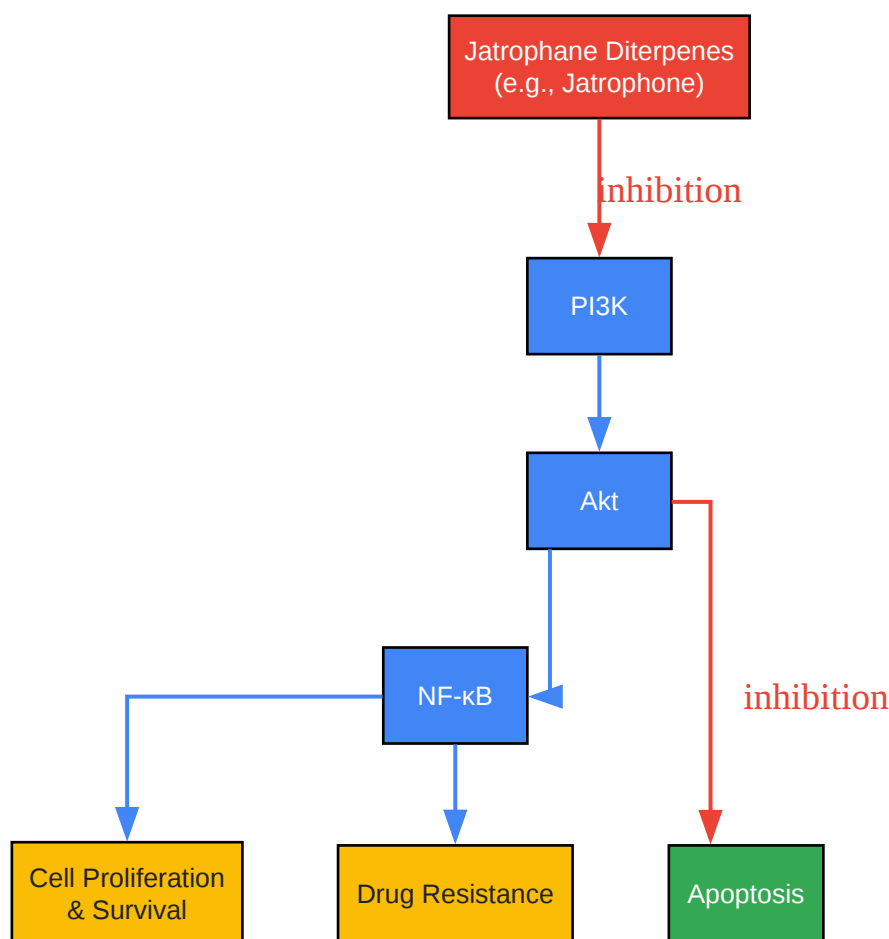 Jatrophane Diterpenes
(e.g., Jatrophone)
inhibition
PI3K
Akt
NF-κB
inhibition
Cell Proliferation
& Survival
Drug Resistance
Apoptosis